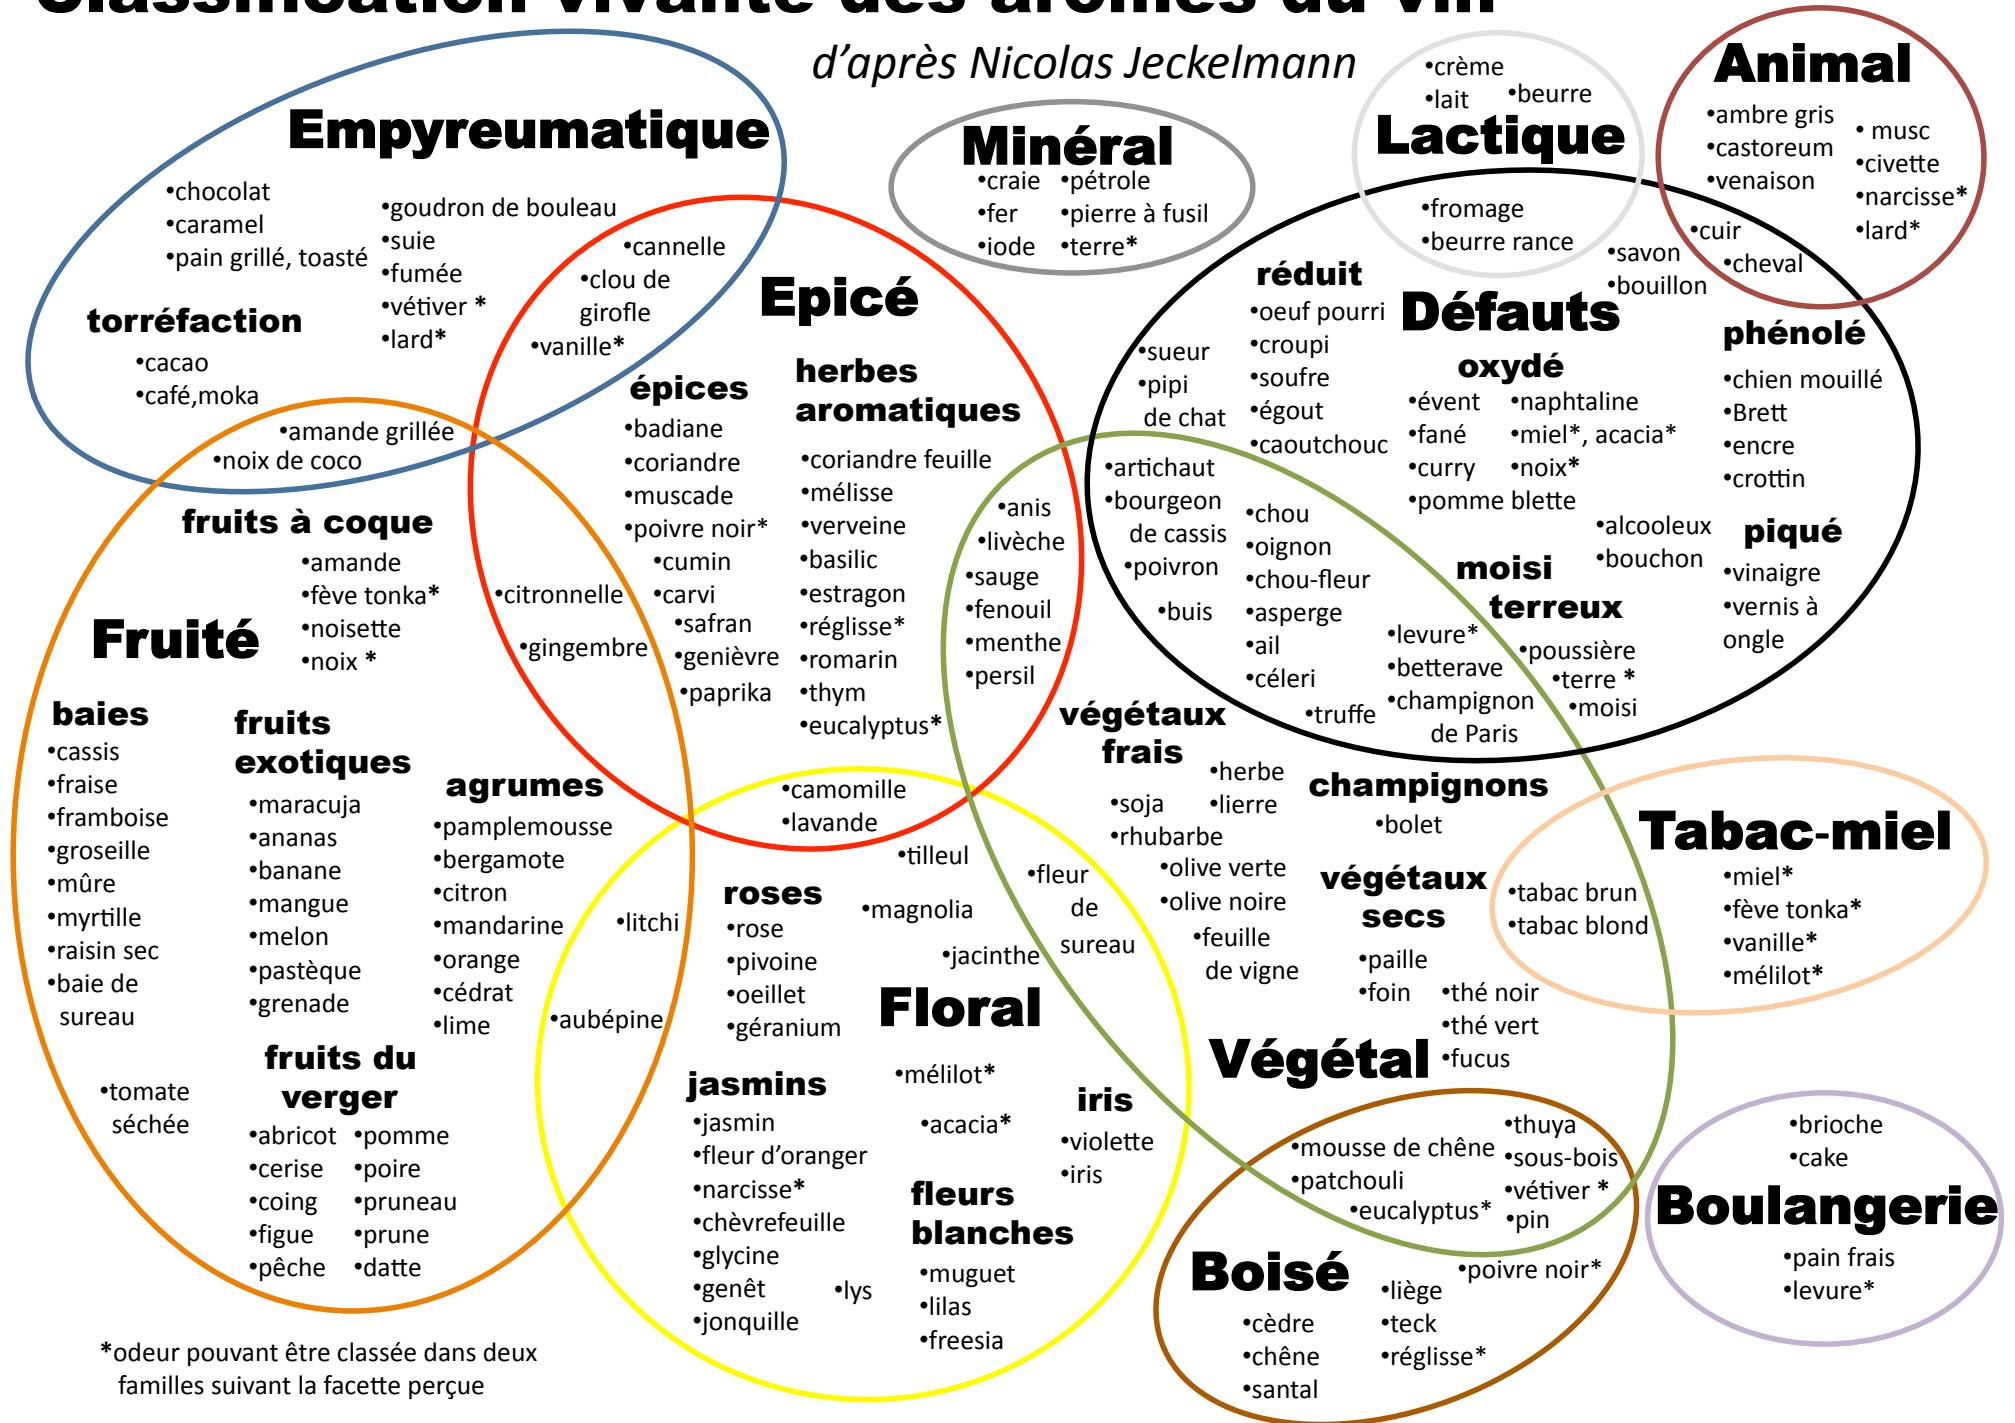 Classification vivante des arômes du vin
d'après Nicolas Jeckelmann
Empyreumatique
•chocolat
•caramel
•pain grillé, toasté
•goudron de bouleau
•suie
•fumée
•vétiver *
•lard*
torréfaction
•cacao
•café,moka
•cannelle
•clou de
girofle
•vanille*
•amande grillée
•noix de coco
Minéral
•craie
•fer
•iode
•pétrole
•pierre à fusil
•terre*
Lactique
•crème
•lait
•beurre
•fromage
•beurre rance
Animal
•ambre gris
•castoreum
•venaison
• musc
•civette
•narcisse*
•lard*
•cuir
•cheval
Epicé
épices
•badiane
•coriandre
•muscade
•poivre noir*
•cumin
•carvi
•safran
•genièvre
•paprika
herbes
aromatiques
•coriandre feuille
•mélisse
•verveine
•basilic
•estragon
•réglisse*
•romarin
•thym
•eucalyptus*
•anis
•livèche
•sauge
•fenouil
•menthe
•persil
•citronnelle
•gingembre
•camomille
•lavande
Défauts
•savon
•bouillon
•sueur
•pipi
de chat
réduit
•oeuf pourri
•croupi
•soufre
•égout
•caoutchouc
oxydé
•évent
•fané
•curry
•pomme blette
•naphtaline
•miel*, acacia*
•noix*
phénolé
•chien mouillé
•Brett
•encre
•crottin
•alcooleux
•bouchon
piqué
•vinaigre
•vernis à
ongle
moisi
terreux
•poussière
•terre *
•moisi
•artichaut
•bourgeon
de cassis
•poivron
•buis
•chou
•oignon
•chou-fleur
•asperge
•ail
•céleri
•truffe
•levure*
•betterave
•champignon
de Paris
Fruité
fruits à coque
•amande
•fève tonka*
•noisette
•noix *
baies
•cassis
•fraise
•framboise
•groseille
•mûre
•myrtille
•raisin sec
•baie de
sureau
fruits
exotiques
•maracuja
•ananas
•banane
•mangue
•melon
•pastèque
•grenade
agrumes
•pamplemousse
•bergamote
•citron
•mandarine
•orange
•cédrat
•lime
•litchi
•aubépine
•tomate
séchée
fruits du
verger
•abricot
•cerise
•coing
•figue
•pêche
•pomme
•poire
•pruneau
•prune
•datte
Floral
•tilleul
•magnolia
•jacinthe
•fleur
de
sureau
roses
•rose
•pivoine
•oeillet
•géranium
•mélilot*
•acacia*
jasmins
•jasmin
•fleur d'oranger
•narcisse*
•chèvrefeuille
•glycine
•genêt
•jonquille
•lys
iris
•violette
•iris
fleurs
blanches
•muguet
•lilas
•freesia
Végétal
végétaux
frais
•herbe
•lierre
•soja
•rhubarbe
•olive verte
•olive noire
•feuille
de vigne
champignons
•bolet
végétaux
secs
•paille
•foin
•thé noir
•thé vert
•fucus
•tabac brun
•tabac blond
Tabac-miel
•miel*
•fève tonka*
•vanille*
•mélilot*
•mousse de chêne
•patchouli
•eucalyptus*
•thuya
•sous-bois
•vétiver *
•pin
Boisé
•poivre noir*
•cèdre
•chêne
•santal
•liège
•teck
•réglisse*
Boulangerie
•brioche
•cake
•pain frais
•levure*
*odeur pouvant être classée dans deux
familles suivant la facette perçue